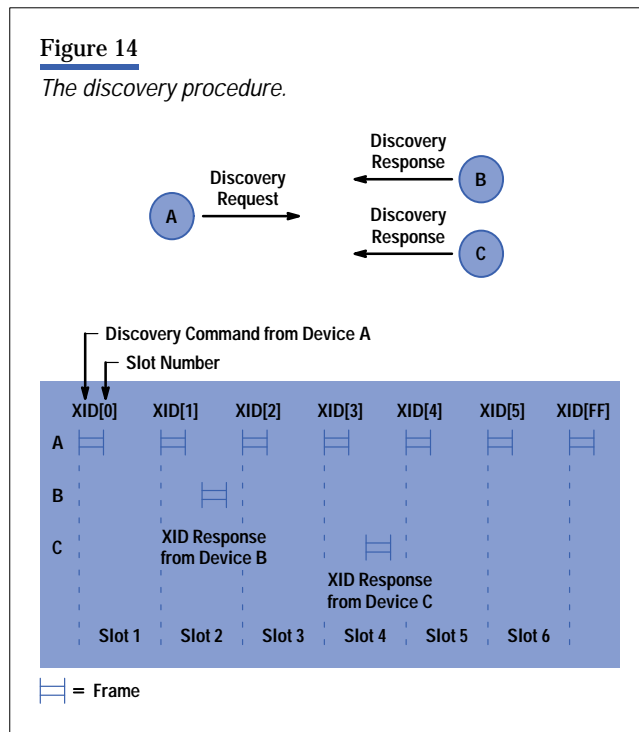 Figure 14
The discovery procedure.
Discovery
Request
Discovery
Response
Discovery
Response
A
B
C
Discovery Command from Device A
Slot Number
XID[0] XID[1] XID[2] XID[3] XID[4] XID[5] XID[FF]
A
B
C
XID Response
from Device B
XID Response
from Device C
Slot 1 Slot 2 Slot 3 Slot 4 Slot 5 Slot 6
= Frame